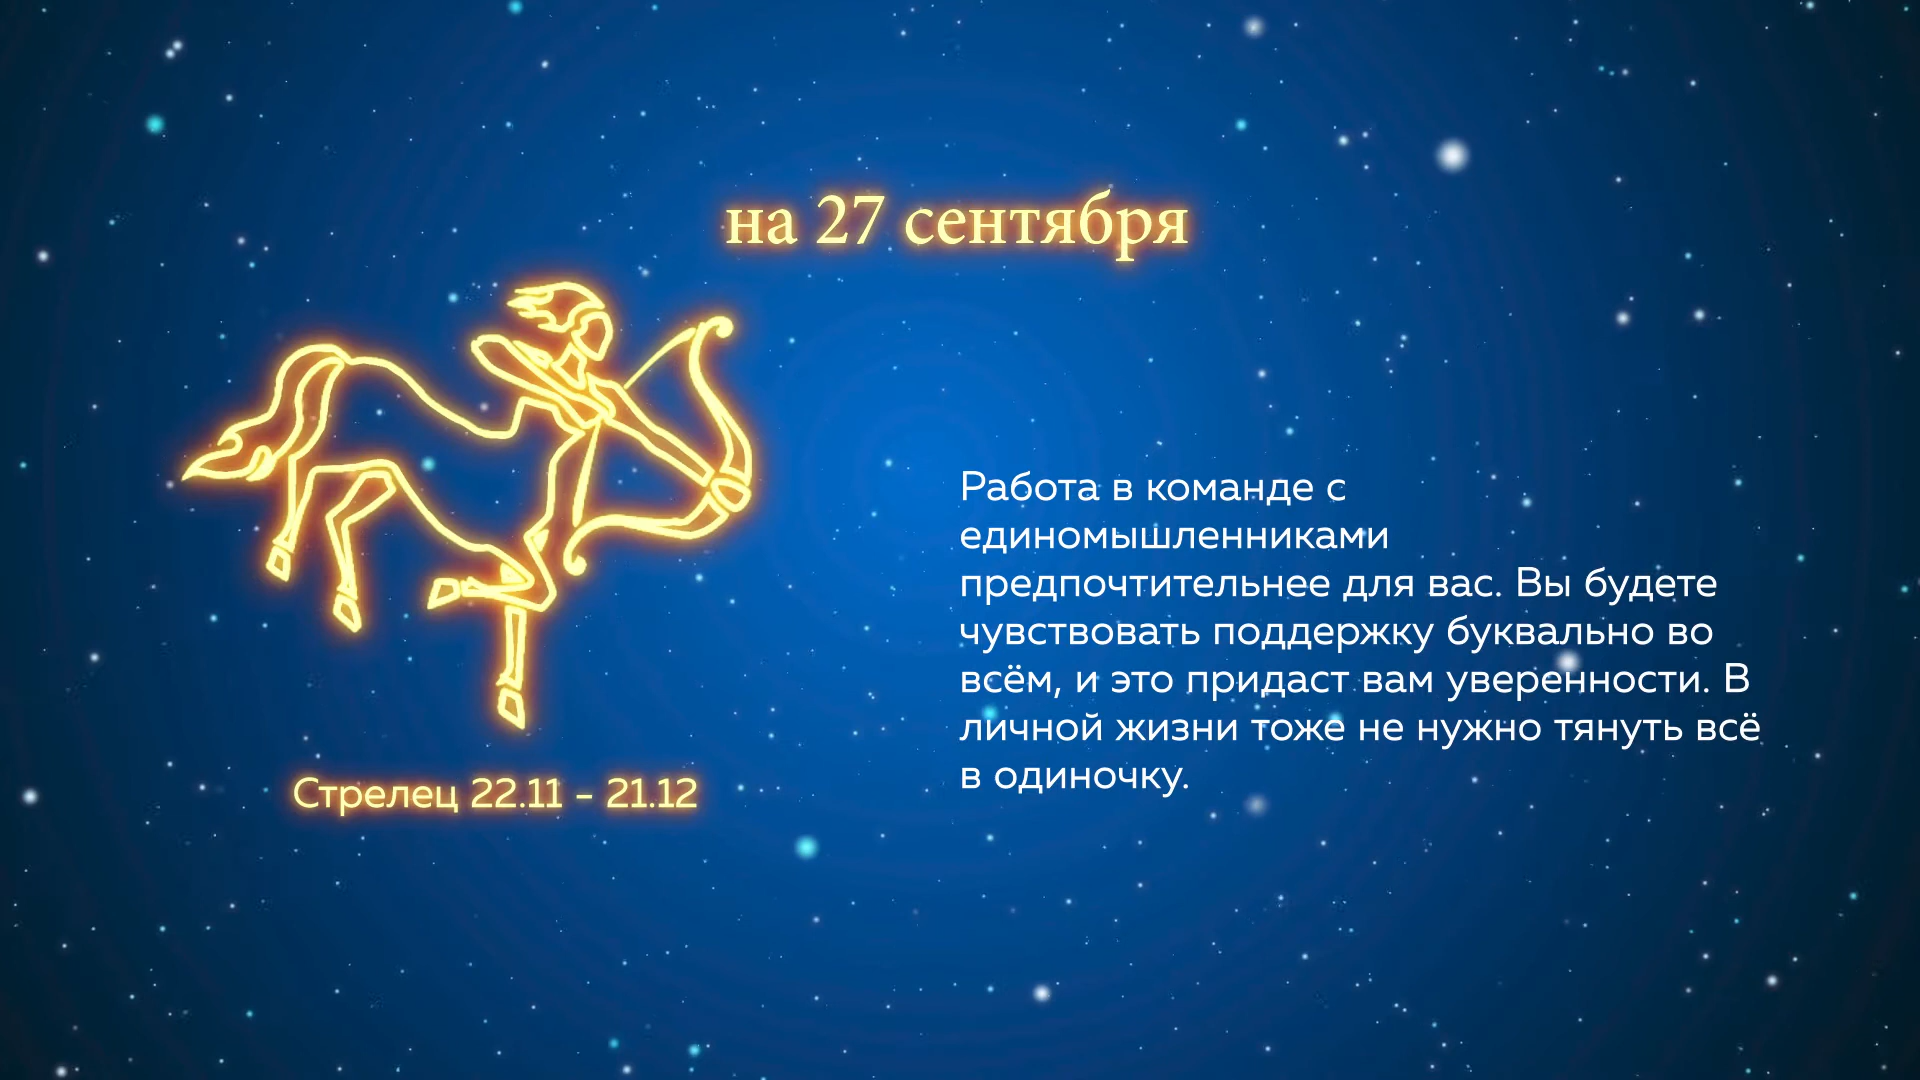 на 27 сентября
Работа в команде с
единомышленниками
предпочтительнее для вас. Вы будете
чувствовать поддержку буквально во
всём, и это придаст вам уверенности. В
личной жизни тоже не нужно тянуть всё
в одиночку.
Стрелец 22.11 - 21.12